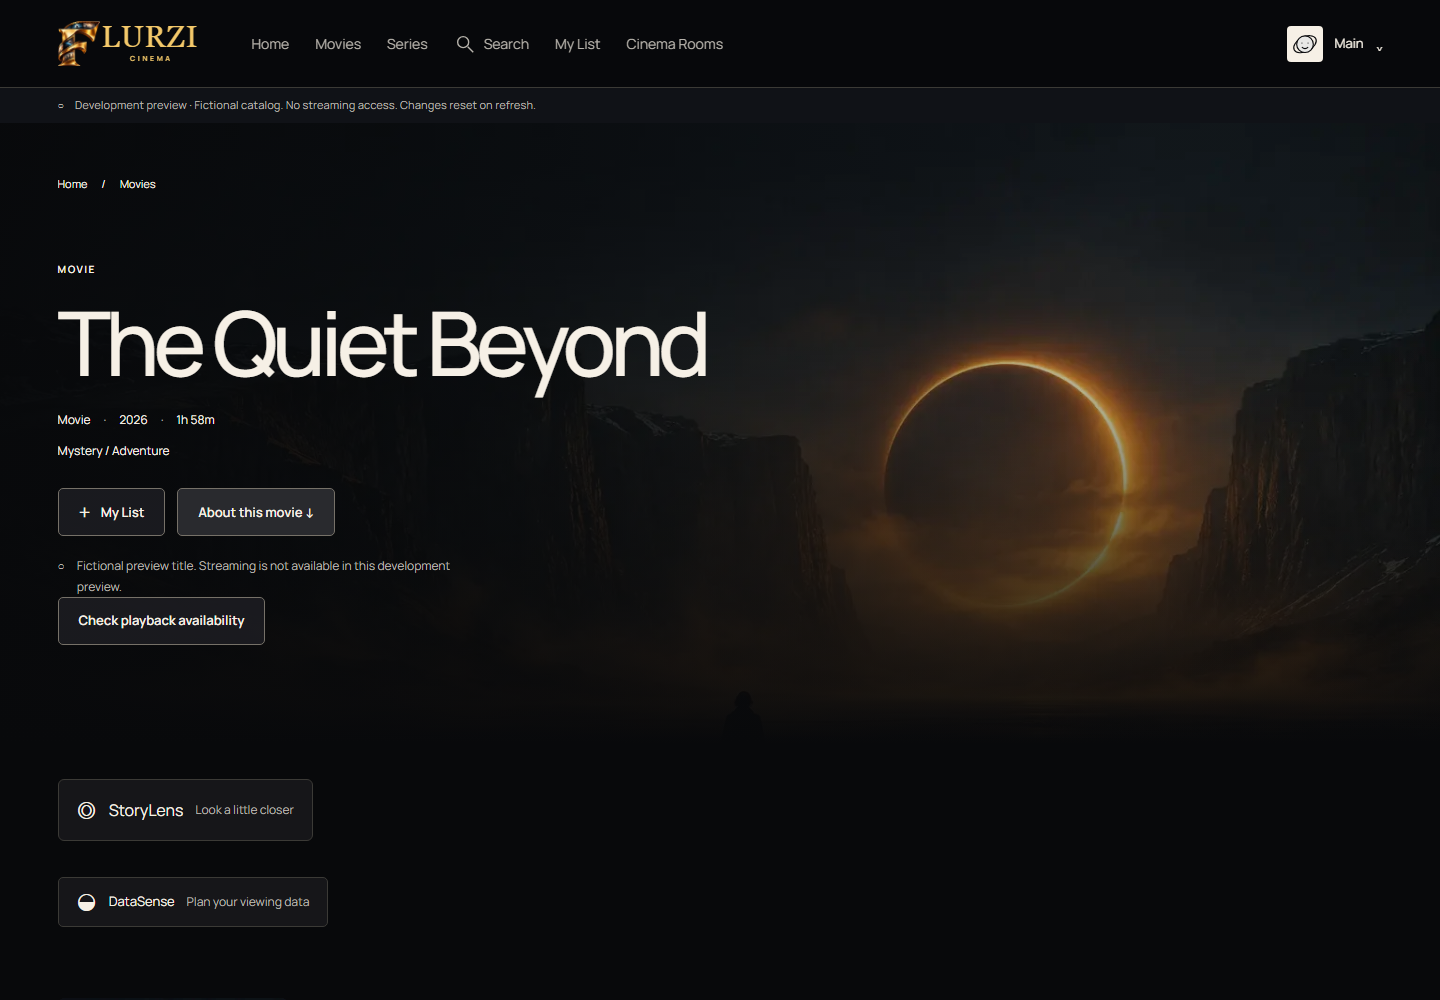 FLURZI
CINEMA
Home Movies Series Search My List Cinema Rooms
Main
Development preview · Fictional catalog. No streaming access. Changes reset on refresh.
Home / Movies
MOVIE
The Quiet Beyond
Movie · 2026 · 1h 58m
Mystery / Adventure
+ My List
About this movie ↓
Fictional preview title. Streaming is not available in this development
preview.
Check playback availability
StoryLens Look a little closer
DataSense Plan your viewing data